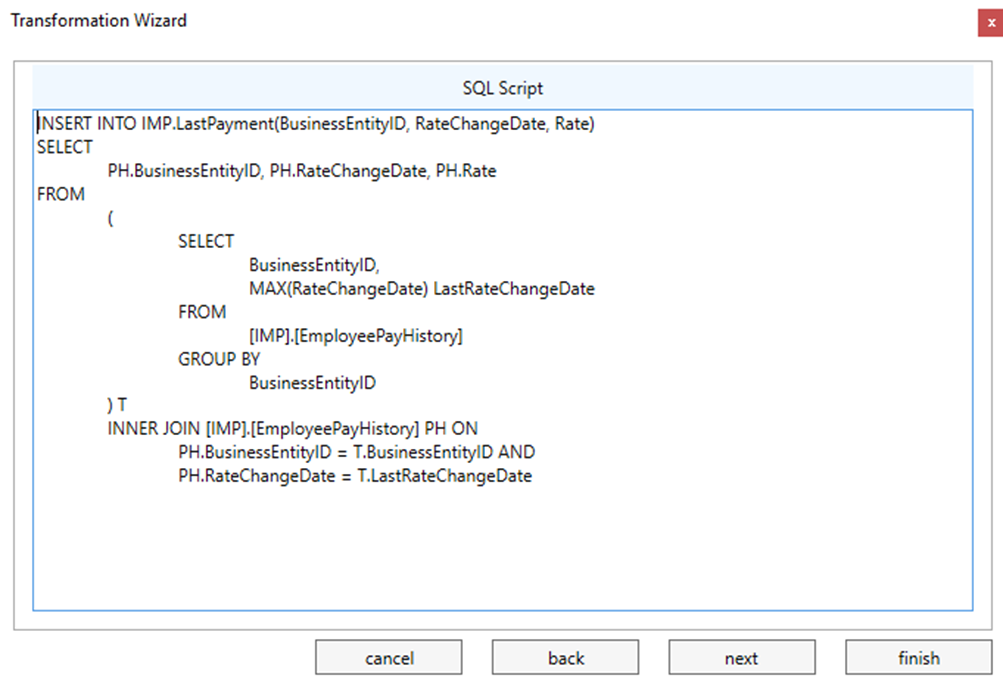 Transformation Wizard
x
SQL Script
INSERT INTO IMP.LastPayment(BusinessEntityID, RateChangeDate, Rate)
SELECT
PH.BusinessEntityID, PH.RateChangeDate, PH.Rate
FROM
(
SELECT
BusinessEntityID,
MAX(RateChangeDate) LastRateChangeDate
FROM
[IMP].[EmployeePayHistory]
GROUP BY
BusinessEntityID
) T
INNER JOIN [IMP].[EmployeePayHistory] PH ON
PH.BusinessEntityID = T.BusinessEntityID AND
PH.RateChangeDate = T.LastRateChangeDate
cancel back next finish